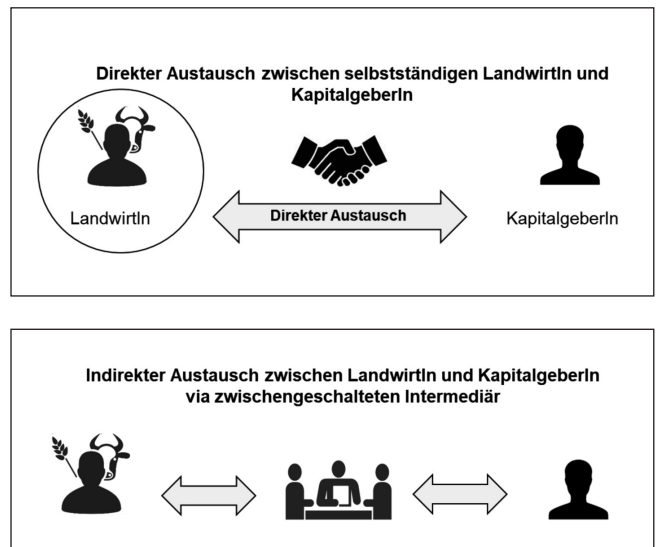 Direkter Austausch zwischen selbstständigen LandwirtIn und
KapitalgeberIn
LandwirtIn
Direkter Austausch
KapitalgeberIn
Indirekter Austausch zwischen LandwirtIn und KapitalgeberIn
via zwischengeschalteten Intermediär